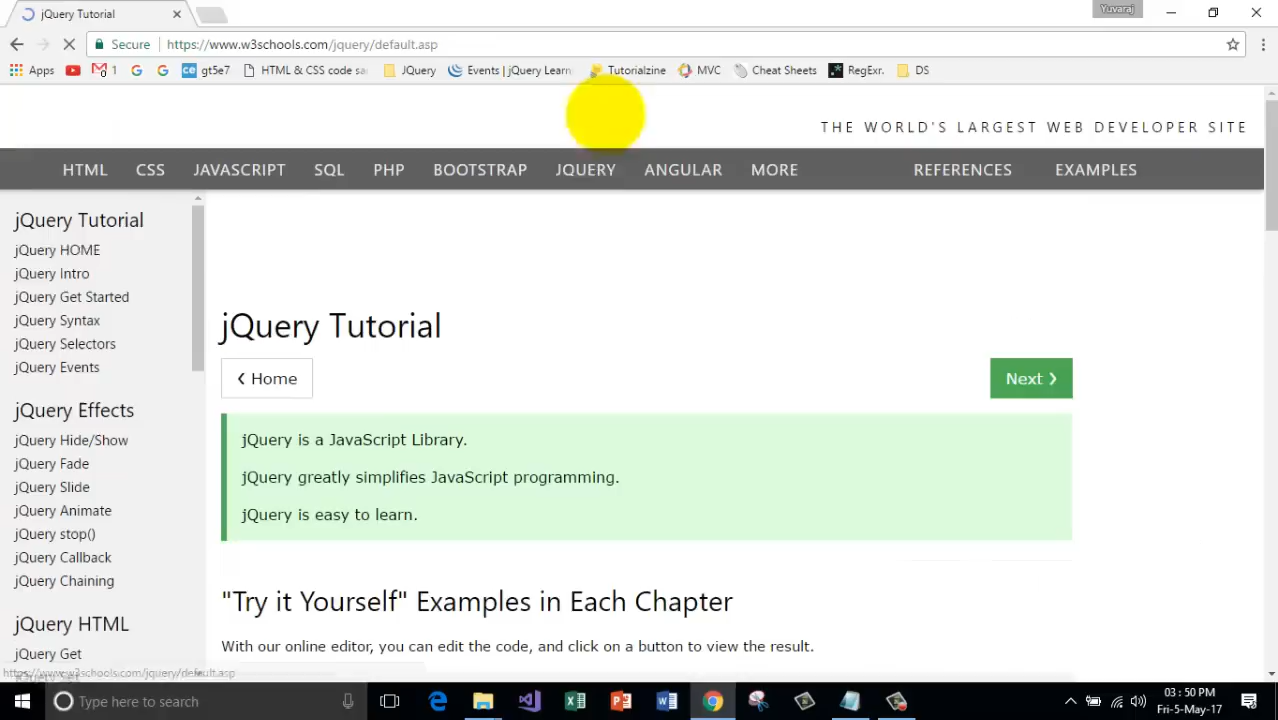 jQuery Tutorial
Yuvaraj
Secure
https://www.w3schools.com/jquery/default.asp
Apps
1
gt5e7
HTML & CSS code sa
JQuery
Events | jQuery Learn
Tutorialzine
MVC
Cheat Sheets
RegExr.
DS
THE WORLD'S LARGEST WEB DEVELOPER SITE
HTML
CSS
JAVASCRIPT
SQL
PHP
BOOTSTRAP
JQUERY
ANGULAR
MORE
REFERENCES
EXAMPLES
jQuery Tutorial
jQuery HOME
jQuery Intro
jQuery Get Started
jQuery Syntax
jQuery Selectors
jQuery Events
jQuery Effects
jQuery Hide/Show
jQuery Fade
jQuery Slide
jQuery Animate
jQuery stop()
jQuery Callback
jQuery Chaining
jQuery HTML
jQuery Get
jQuery Tutorial
❮ Home
Next ❯
jQuery is a JavaScript Library.
jQuery greatly simplifies JavaScript programming.
jQuery is easy to learn.
"Try it Yourself" Examples in Each Chapter
With our online editor, you can edit the code, and click on a button to view the result.
https://www.w3schools.com/jquery/default.asp
Type here to search
03 : 50 PM
Fri-5-May-17